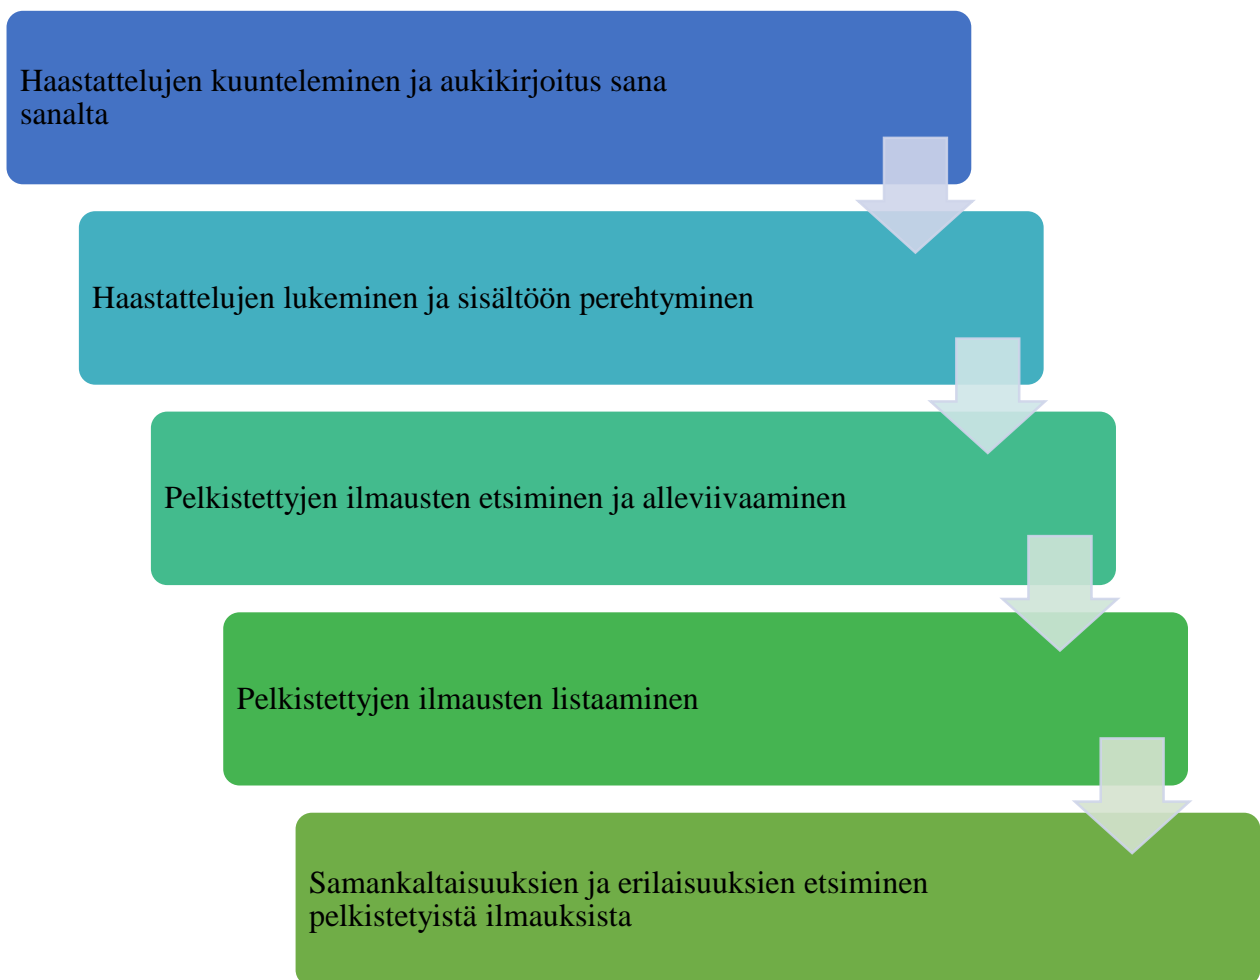 Haastattelujen kuunteleminen ja aukikirjoitus sana
sanalta
Haastattelujen lukeminen ja sisältöön perehtyminen
Pelkistettyjen ilmausten etsiminen ja alleviivaaminen
Pelkistettyjen ilmausten listaaminen
Samankaltaisuuksien ja erilaisuuksien etsiminen
pelkistetyistä ilmauksista